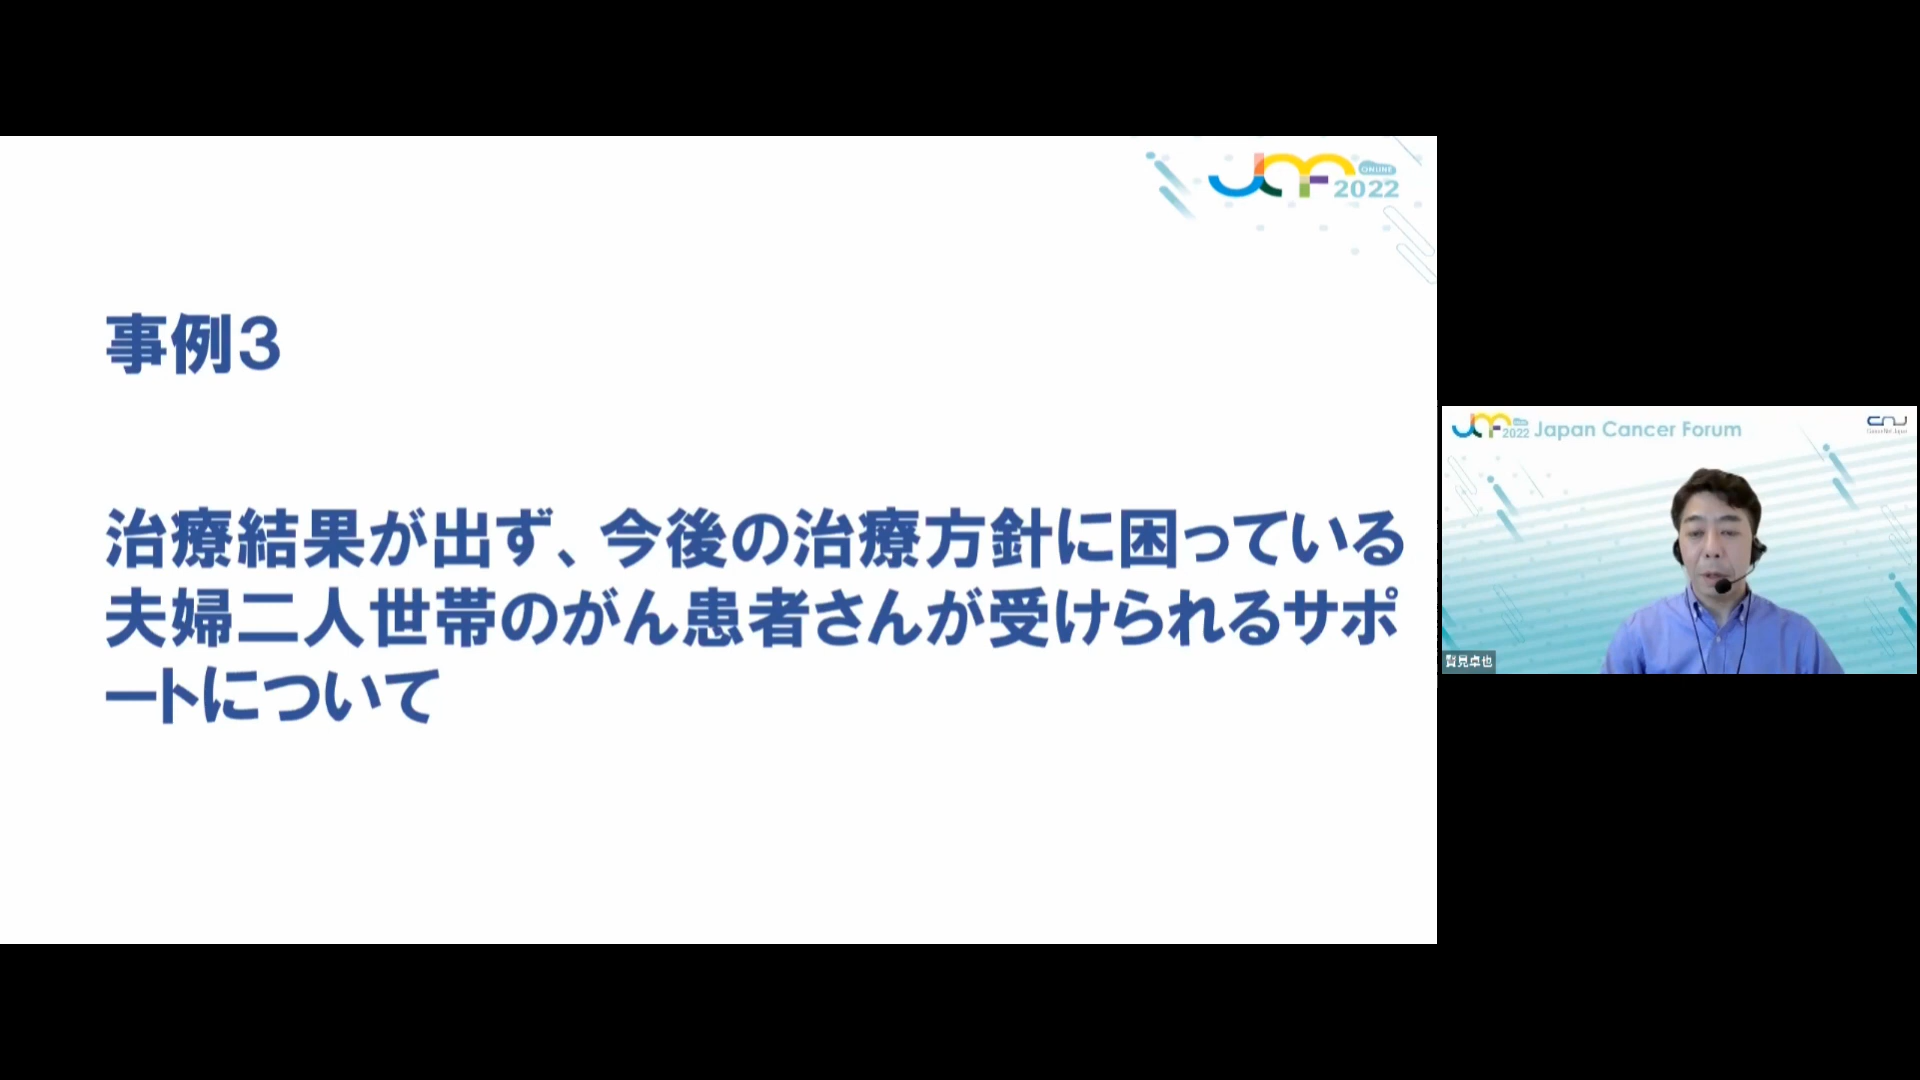 JCF ONLINE 2022
事例３
治療結果が出ず、今後の治療方針に困っている
夫婦二人世帯のがん患者さんが受けられるサポ
ートについて
JCF 2022 Japan Cancer Forum
CNJ
賢見卓也